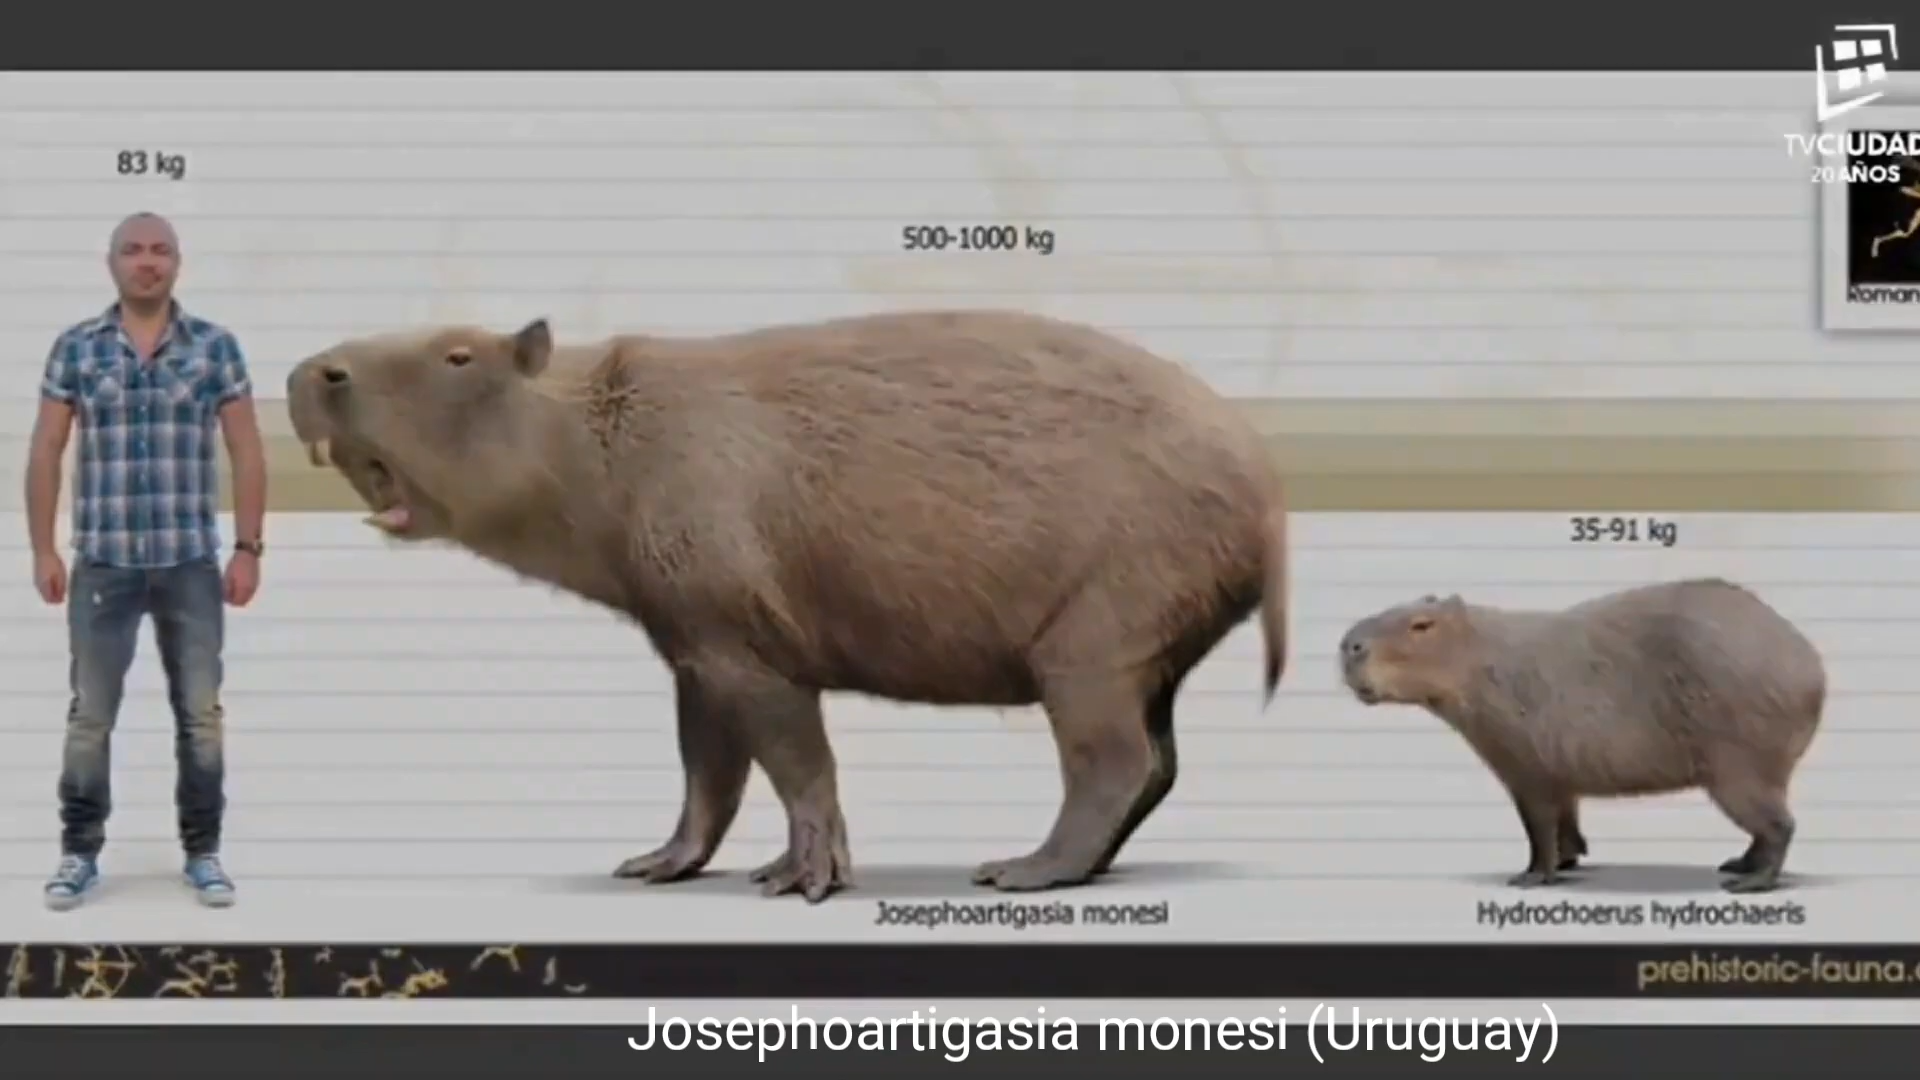 TVCIUDAD
20 AÑOS
83 kg
500-1000 kg
Roman
35-91 kg
Josephoartigasia monesi
Hydrochoerus hydrochaeris
prehistoric-fauna.
Josephoartigasia monesi (Uruguay)